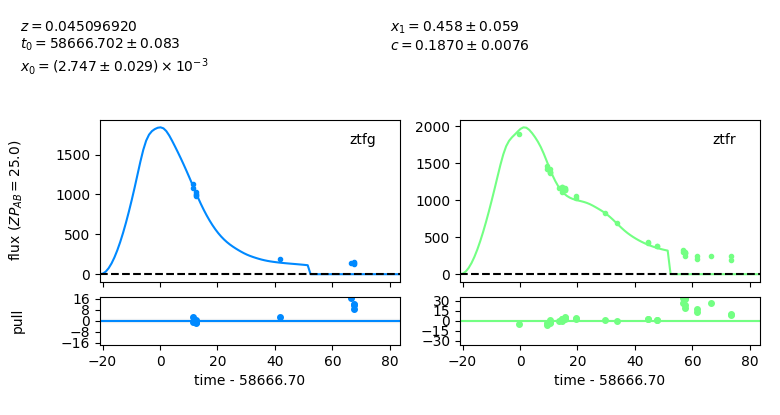 z = 0.045096920
t₀ = 58666.702 ± 0.083
x₀ = (2.747 ± 0.029) × 10⁻³
x₁ = 0.458 ± 0.059
c = 0.1870 ± 0.0076
flux (ZP_AB = 25.0)
ztfg
1500
1000
500
0
ztfr
2000
1500
1000
500
0
pull
16
8
0
−8
−16
30
15
0
−15
−30
−20 0 20 40 60 80
−20 0 20 40 60 80
time - 58666.70
time - 58666.70